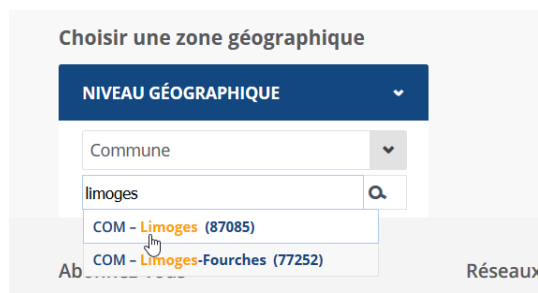 Choisir une zone géographique
NIVEAU GÉOGRAPHIQUE
Commune
limoges
COM – Limoges (87085)
COM – Limoges-Fourches (77252)
Réseaux